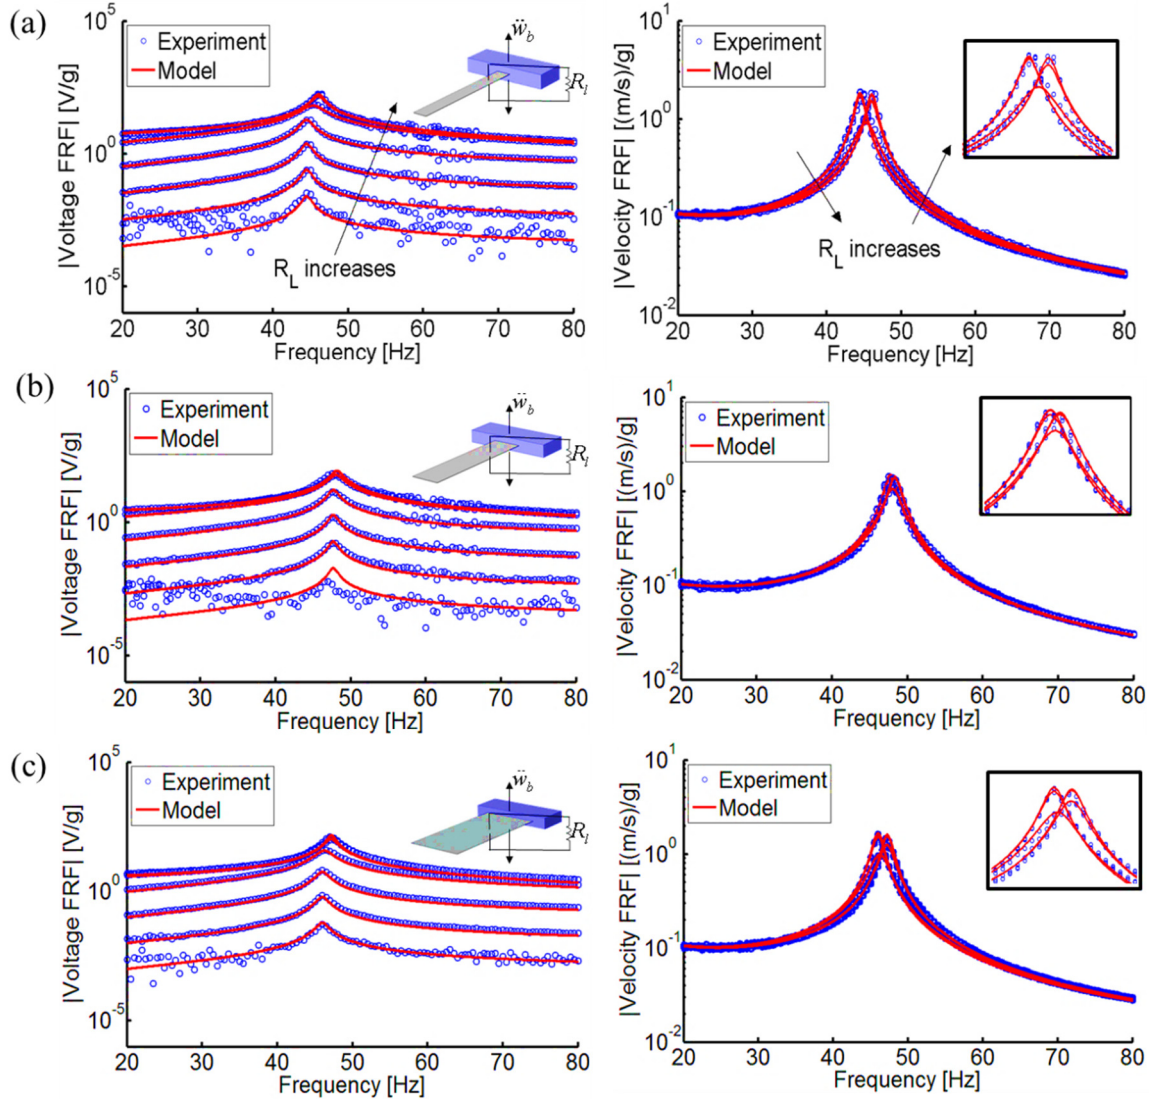 (a)
10^5
10^0
10^-5
|Voltage FRF| [V/g]
Experiment
Model
ẅ_b
R_l
R_L increases
20 30 40 50 60 70 80
Frequency [Hz]
10^1
10^0
10^-1
10^-2
|Velocity FRF| [(m/s)/g]
Experiment
Model
R_L increases
20 30 40 50 60 70 80
Frequency [Hz]
(b)
10^5
10^0
10^-5
|Voltage FRF| [V/g]
Experiment
Model
ẅ_b
R_l
20 30 40 50 60 70 80
Frequency [Hz]
10^1
10^0
10^-1
10^-2
|Velocity FRF| [(m/s)/g]
Experiment
Model
20 30 40 50 60 70 80
Frequency [Hz]
(c)
10^5
10^0
10^-5
|Voltage FRF| [V/g]
Experiment
Model
ẅ_b
R_l
20 30 40 50 60 70 80
Frequency [Hz]
10^1
10^0
10^-1
10^-2
|Velocity FRF| [(m/s)/g]
Experiment
Model
20 30 40 50 60 70 80
Frequency [Hz]